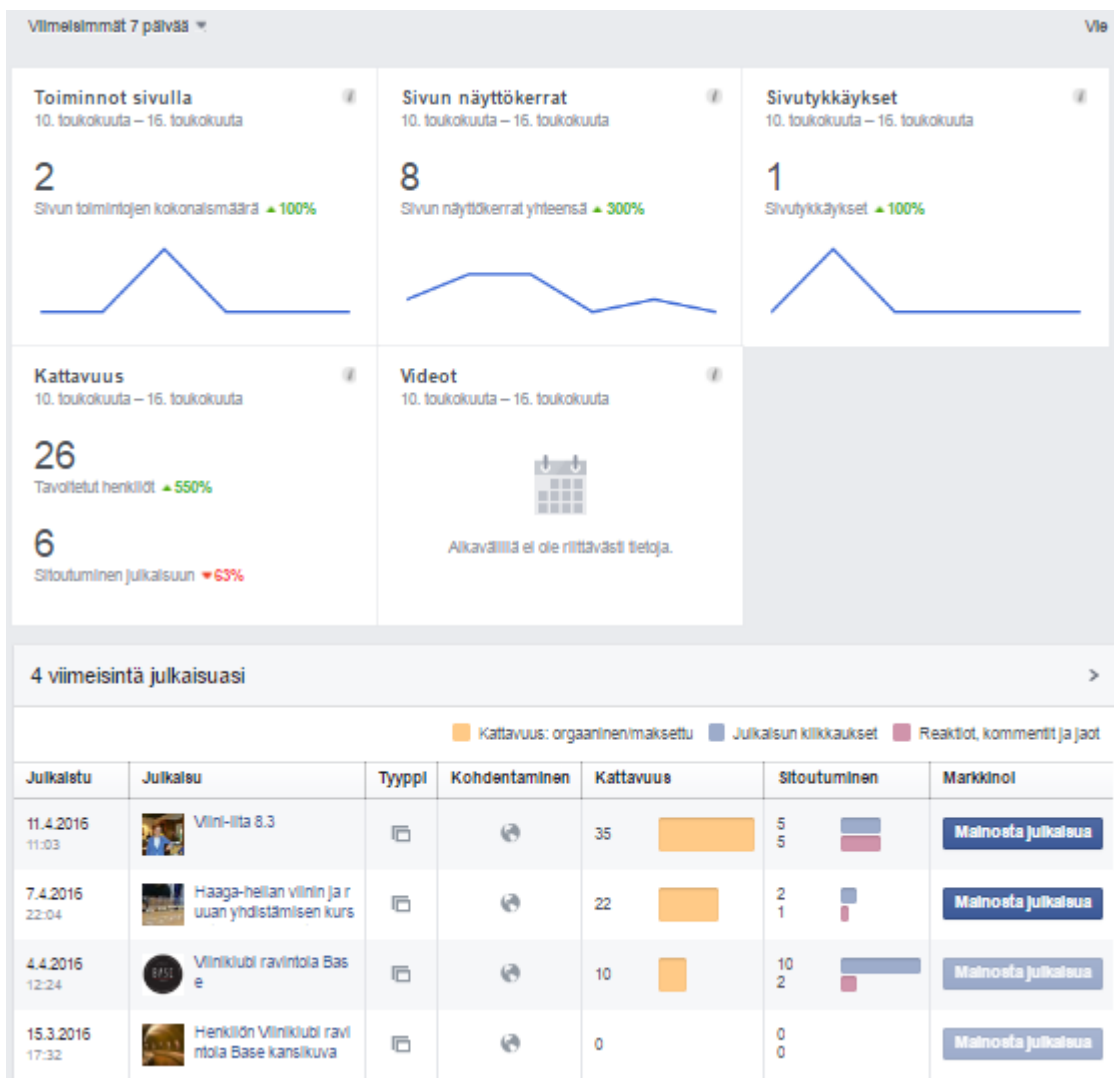 Viimeisimmät 7 päivää
Vie
Toiminnot sivulla
10. toukokuuta – 16. toukokuuta
2
Sivun toimintojen kokonaismäärä 100%
Sivun näyttökerrat
10. toukokuuta – 16. toukokuuta
8
Sivun näyttökerrat yhteensä 300%
Sivutykkäykset
10. toukokuuta – 16. toukokuuta
1
Sivutykkäykset 100%
Kattavuus
10. toukokuuta – 16. toukokuuta
26
Tavoitetut henkilöt 550%
6
Sitoutuminen julkaisuun 63%
Videot
10. toukokuuta – 16. toukokuuta
Aikavälillä ei ole riittävästi tietoja.
4 viimeisintä julkaisuasi
Kattavuus: orgaaninen/maksettu Julkaisun klikkaukset Reaktiot, kommentit ja jaot
Julkaistu Julkaisu Tyyppi Kohdentaminen Kattavuus Sitoutuminen Markkinoi
11.4.2016
11:03
Viini-ilta 8.3
35
5
5
Mainosta julkaisua
7.4.2016
22:04
Haaga-helian viinin ja r
uuan yhdistämisen kurs
22
2
1
Mainosta julkaisua
4.4.2016
12:24
BASE
Viiniklubi ravintola Bas
e
10
10
2
Mainosta julkaisua
15.3.2016
17:32
Henkilön Viiniklubi ravi
ntola Base kansikuva
0
0
0
Mainosta julkaisua